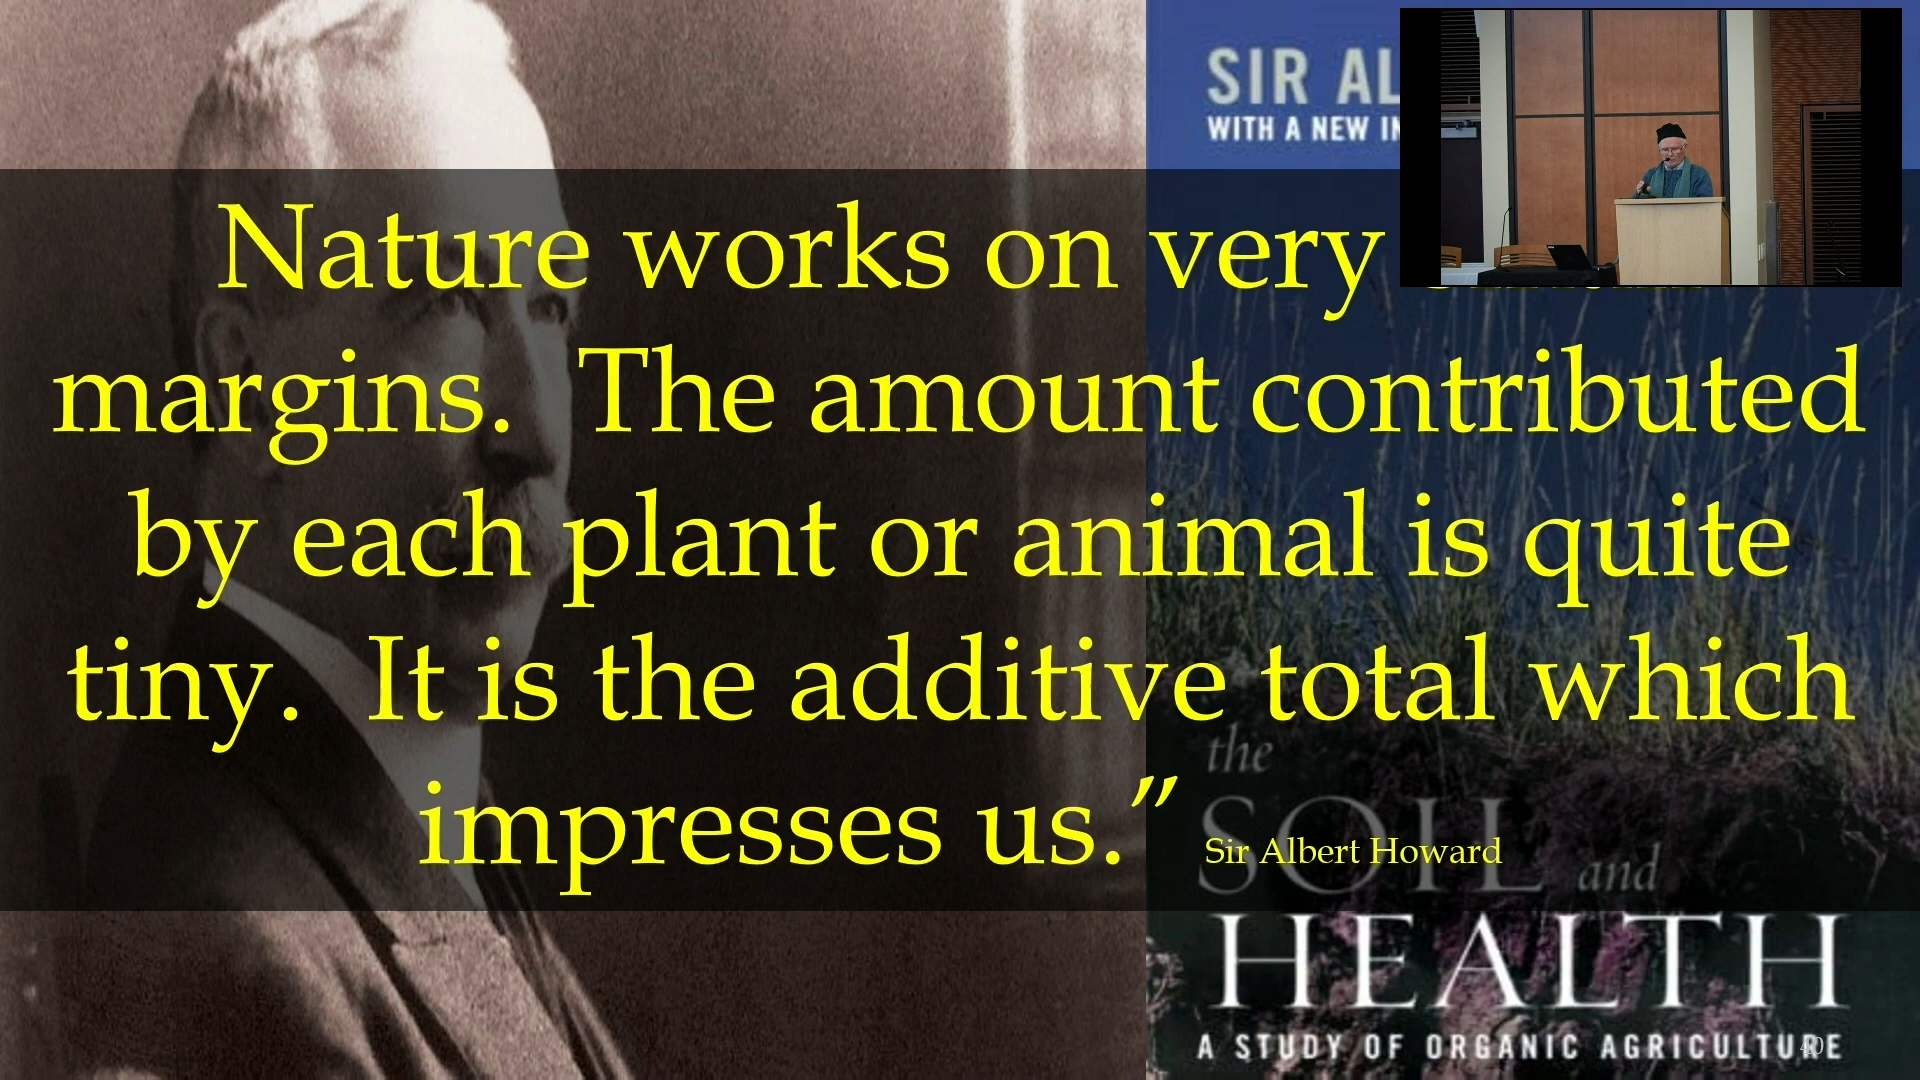 SIR AL
WITH A NEW IN
Nature works on very
margins. The amount contributed
by each plant or animal is quite
tiny. It is the additive total which
impresses us.” Sir Albert Howard
the
SOIL and
HEALTH
A STUDY OF ORGANIC AGRICULTURE
40